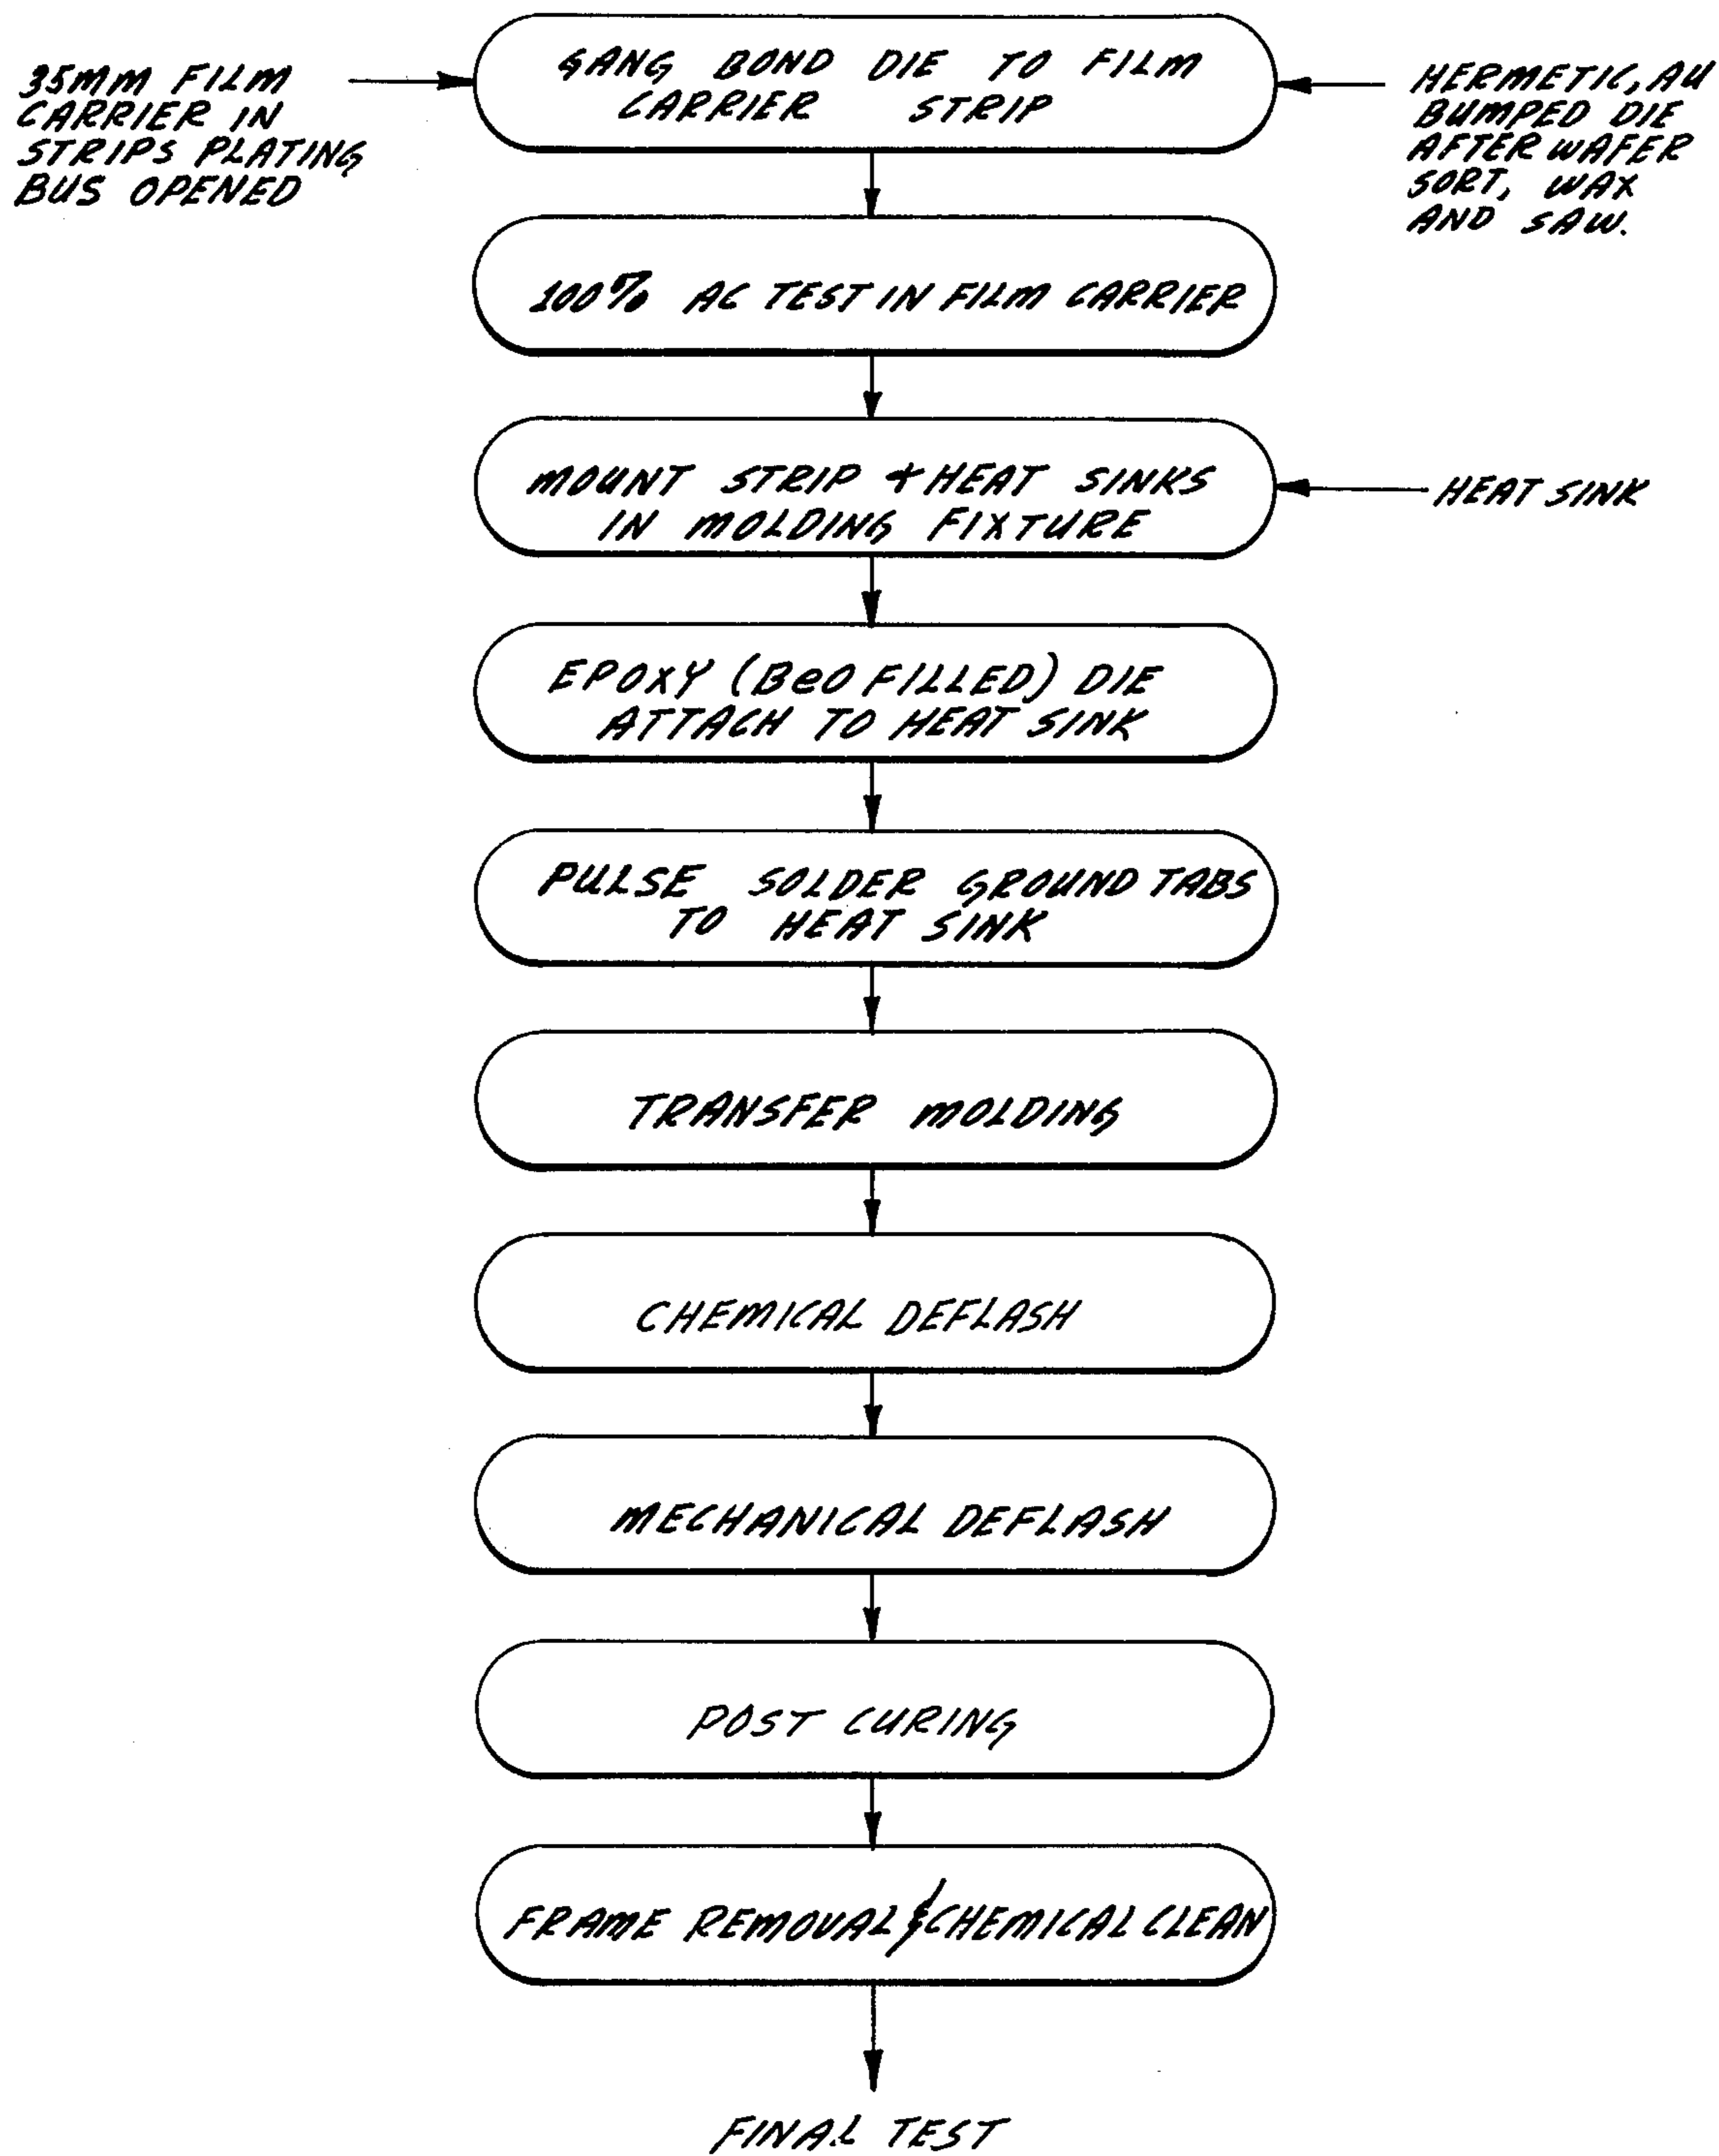 35MM FILM
CARRIER IN
STRIPS PLATING
BUS OPENED
GANG BOND DIE TO FILM
CARRIER STRIP
HERMETIC, AU
BUMPED DIE
AFTER WAFER
SORT, WAX
AND SAW.
100% AC TEST IN FILM CARRIER
MOUNT STRIP & HEAT SINKS
IN MOLDING FIXTURE
HEAT SINK
EPOXY (BeO FILLED) DIE
ATTACH TO HEAT SINK
PULSE SOLDER GROUND TABS
TO HEAT SINK
TRANSFER MOLDING
CHEMICAL DEFLASH
MECHANICAL DEFLASH
POST CURING
FRAME REMOVAL & CHEMICAL CLEAN
FINAL TEST